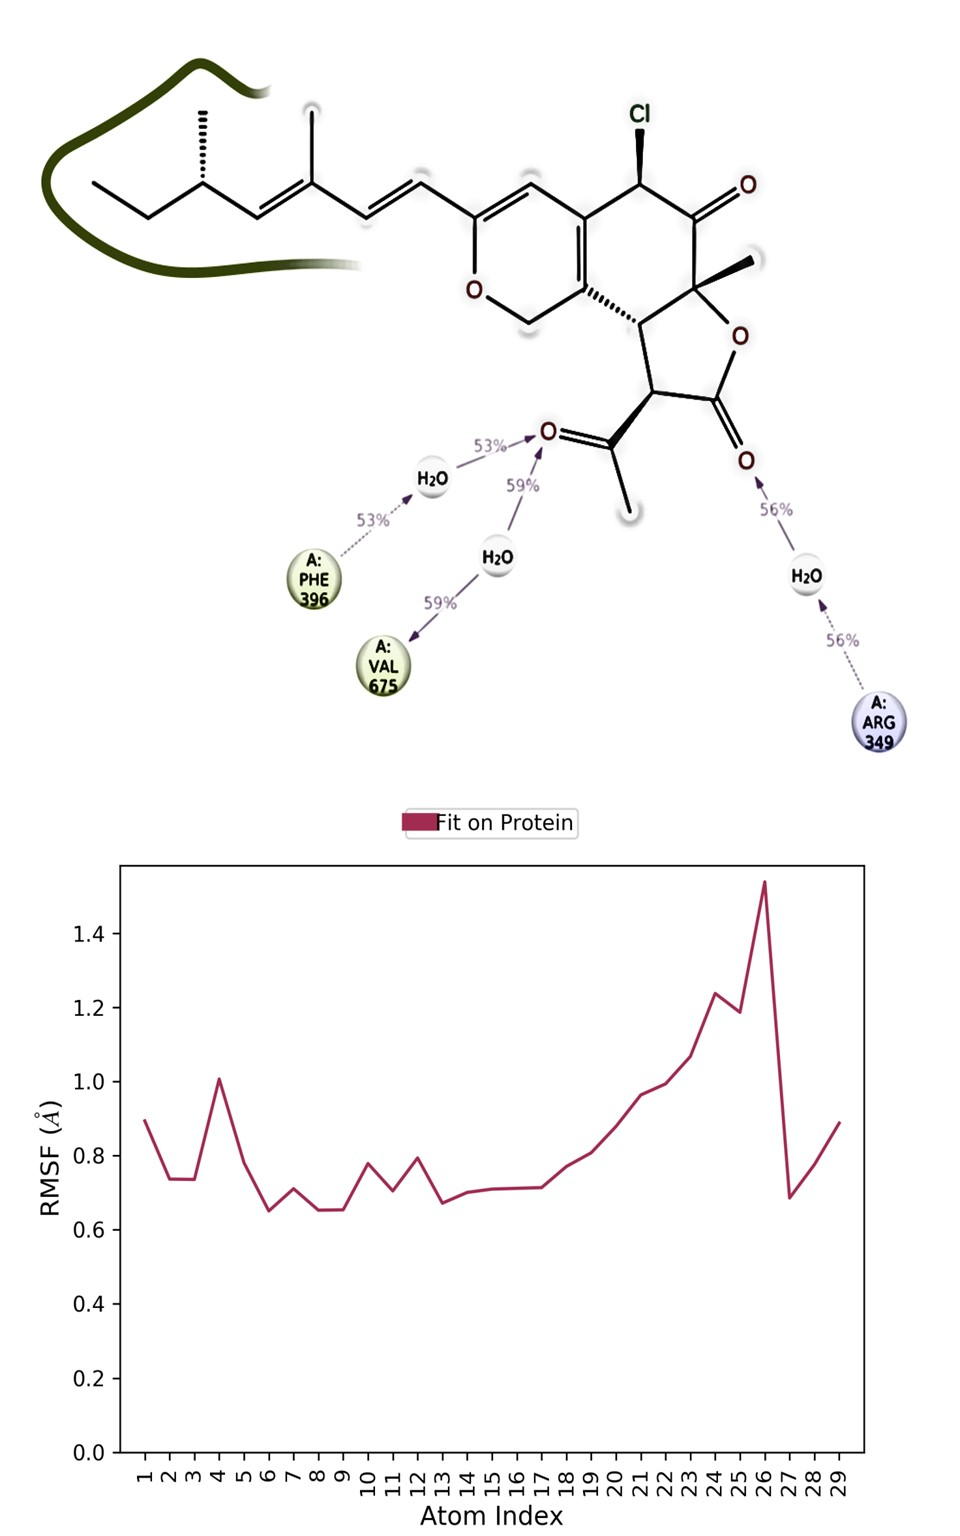 Cl
O
O
O
O
O
53%
H₂O
59%
53%
56%
H₂O
H₂O
A:
PHE
396
59%
56%
A:
VAL
675
A:
ARG
349
Fit on Protein
RMSF (Å)
1.4
1.2
1.0
0.8
0.6
0.4
0.2
0.0
1 2 3 4 5 6 7 8 9 10 11 12 13 14 15 16 17 18 19 20 21 22 23 24 25 26 27 28 29
Atom Index